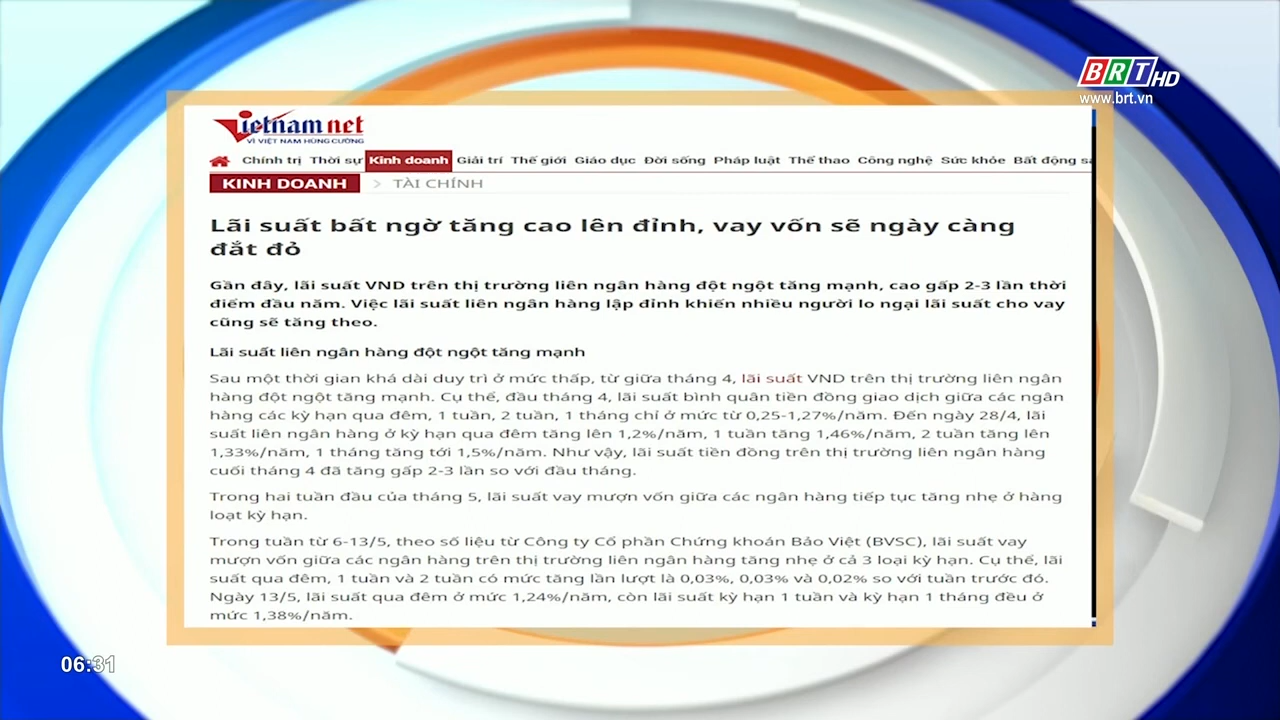 BRT HD
www.brt.vn
Vietnam net
VÌ VIỆT NAM HÙNG CƯỜNG
Chính trị Thời sự Kinh doanh Giải trí Thế giới Giáo dục Đời sống Pháp luật Thể thao Công nghệ Sức khỏe Bất động
KINH DOANH > TÀI CHÍNH
Lãi suất bất ngờ tăng cao lên đỉnh, vay vốn sẽ ngày càng
đắt đỏ
Gần đây, lãi suất VND trên thị trường liên ngân hàng đột ngột tăng mạnh, cao gấp 2-3 lần thời
điểm đầu năm. Việc lãi suất liên ngân hàng lập đỉnh khiến nhiều người lo ngại lãi suất cho vay
cũng sẽ tăng theo.
Lãi suất liên ngân hàng đột ngột tăng mạnh
Sau một thời gian khá dài duy trì ở mức thấp, từ giữa tháng 4, lãi suất VND trên thị trường liên ngân
hàng đột ngột tăng mạnh. Cụ thể, đầu tháng 4, lãi suất bình quân tiền đồng giao dịch giữa các ngân
hàng các kỳ hạn qua đêm, 1 tuần, 2 tuần, 1 tháng chỉ ở mức từ 0,25-1,27%/năm. Đến ngày 28/4, lãi
suất liên ngân hàng ở kỳ hạn qua đêm tăng lên 1,2%/năm, 1 tuần tăng 1,46%/năm, 2 tuần tăng lên
1,33%/năm, 1 tháng tăng tới 1,5%/năm. Như vậy, lãi suất tiền đồng trên thị trường liên ngân hàng
cuối tháng 4 đã tăng gấp 2-3 lần so với đầu tháng.
Trong hai tuần đầu của tháng 5, lãi suất vay mượn vốn giữa các ngân hàng tiếp tục tăng nhẹ ở hàng
loạt kỳ hạn.
Trong tuần từ 6-13/5, theo số liệu từ Công ty Cổ phần Chứng khoán Bảo Việt (BVSC), lãi suất vay
mượn vốn giữa các ngân hàng trên thị trường liên ngân hàng tăng nhẹ ở cả 3 loại kỳ hạn. Cụ thể, lãi
suất qua đêm, 1 tuần và 2 tuần có mức tăng lần lượt là 0,03%, 0,03% và 0,02% so với tuần trước đó.
Ngày 13/5, lãi suất qua đêm ở mức 1,24%/năm, còn lãi suất kỳ hạn 1 tuần và kỳ hạn 1 tháng đều ở
mức 1,38%/năm.
06:31